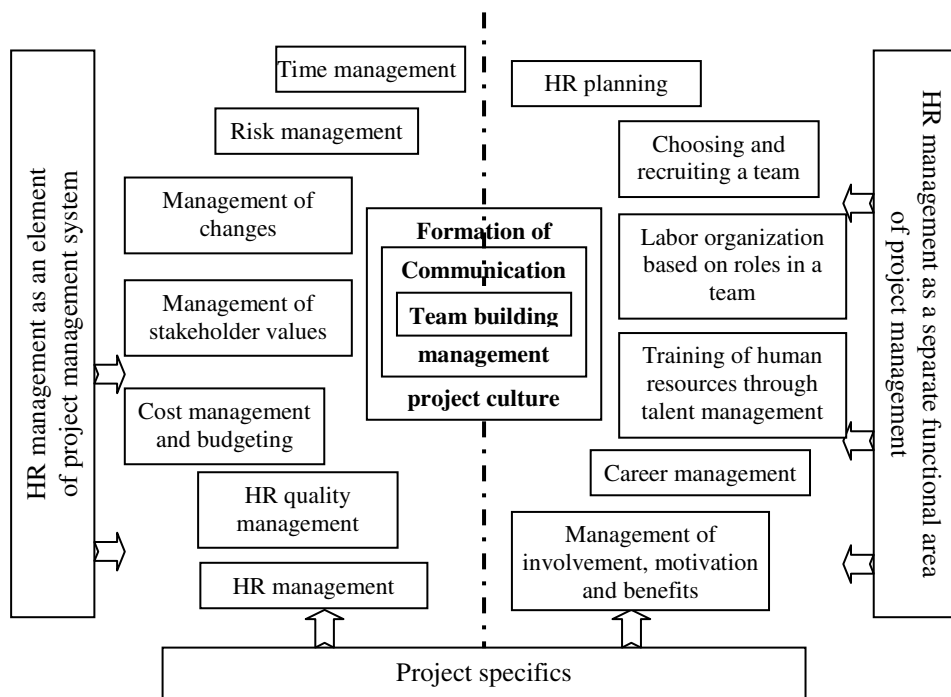 HR management as an element
of project management system
Time management
Risk management
Management of
changes
Management of
stakeholder values
Cost management
and budgeting
HR quality
management
HR management
Formation of
Communication
Team building
management
project culture
HR planning
Choosing and
recruiting a team
Labor organization
based on roles in a
team
Training of human
resources through
talent management
Career management
Management of
involvement, motivation
and benefits
HR management as a separate functional area
of project management
Project specifics